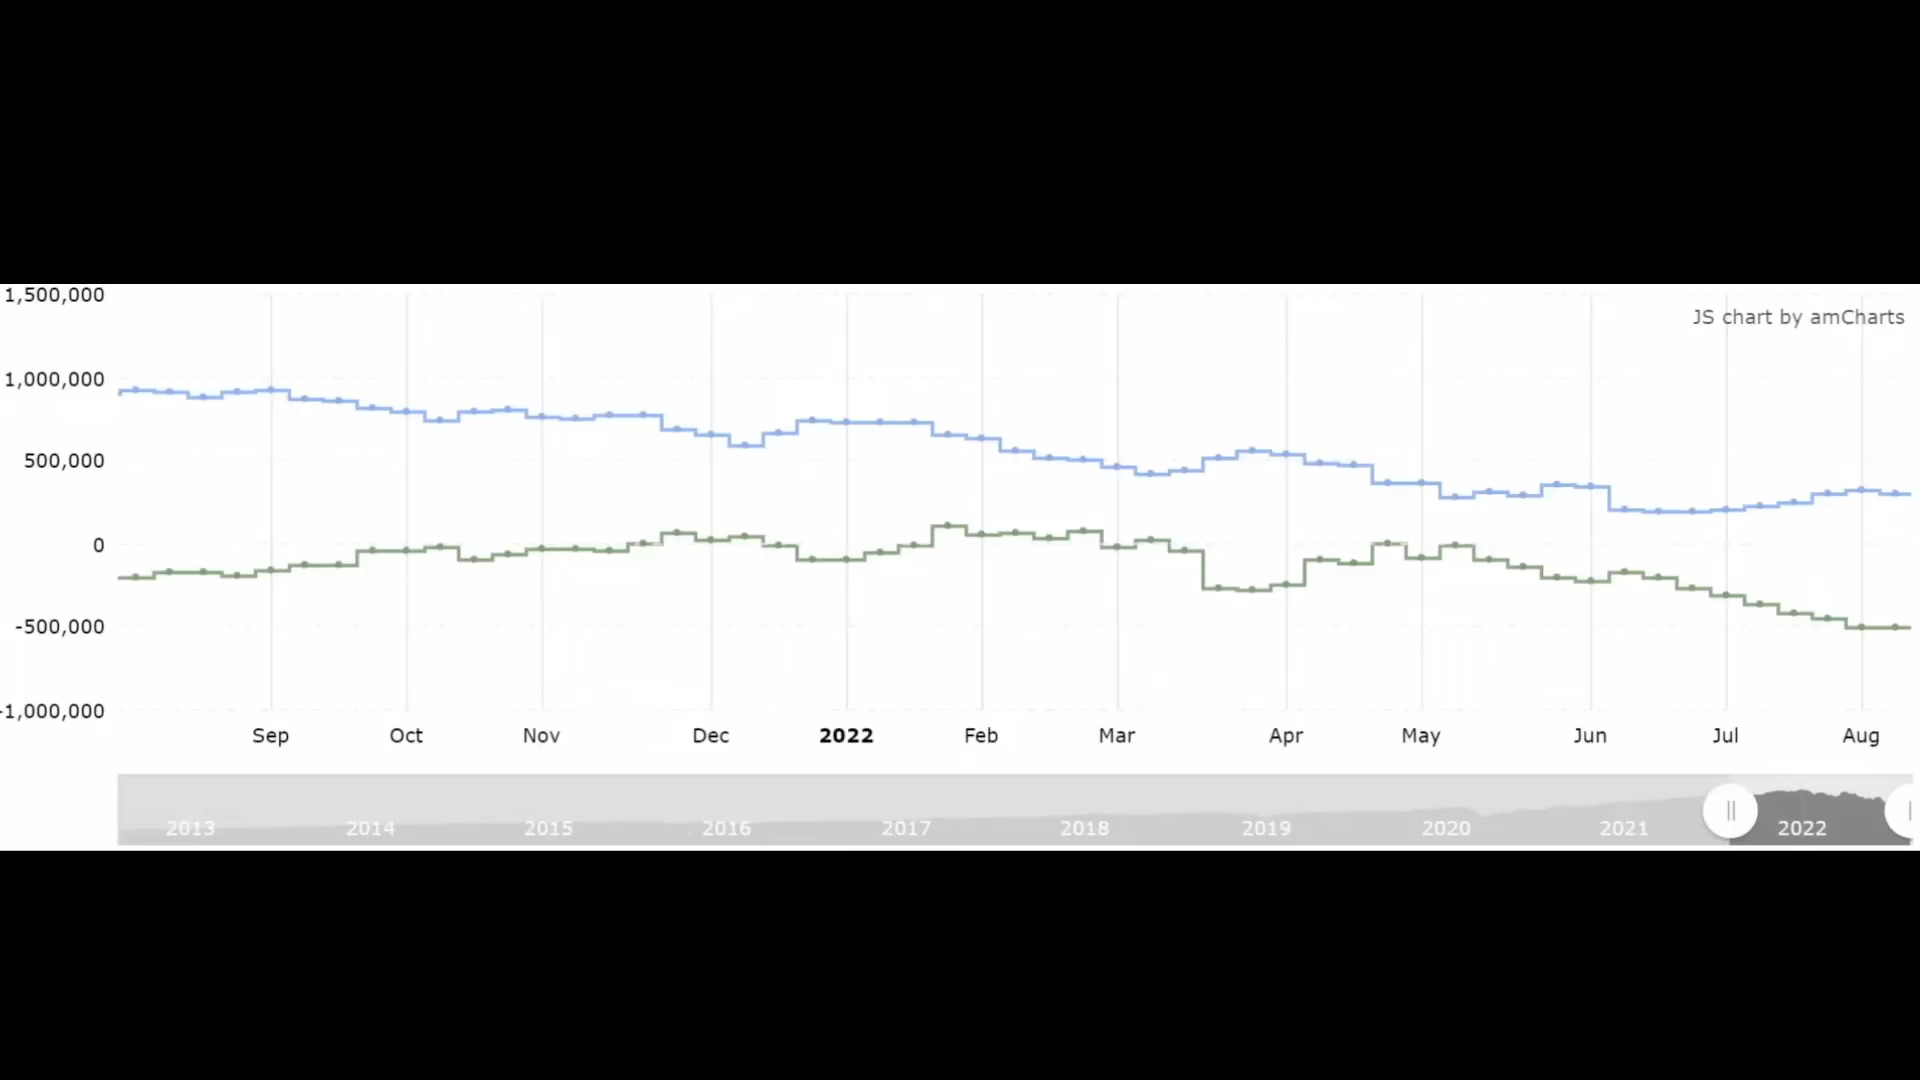 1,500,000
JS chart by amCharts
1,000,000
500,000
0
-500,000
-1,000,000
Sep Oct Nov Dec 2022 Feb Mar Apr May Jun Jul Aug
2013 2014 2015 2016 2017 2018 2019 2020 2021 2022